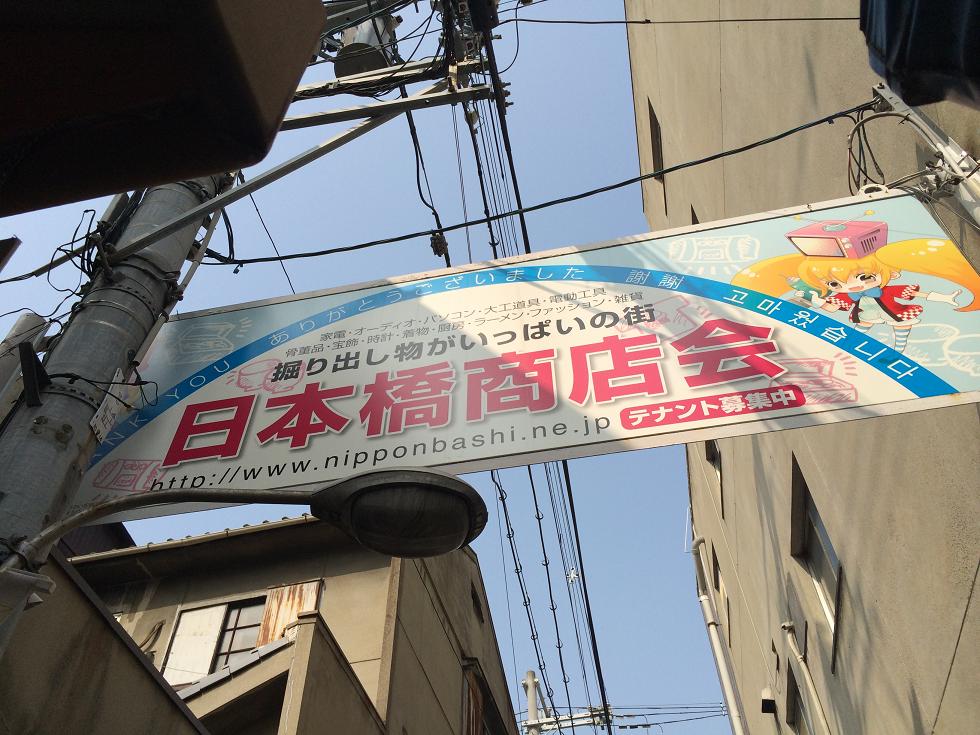 NK YOU ありがとうございました 謝謝 고마웠습니다
家電・オーディオ・パソコン・大工道具・電動工具
骨董品・宝飾・時計・着物・厨房・ラーメン・ファッション・雑貨
掘り出し物がいっぱいの街
日本橋商店会
テナント募集中
http://www.nipponbashi.ne.jp